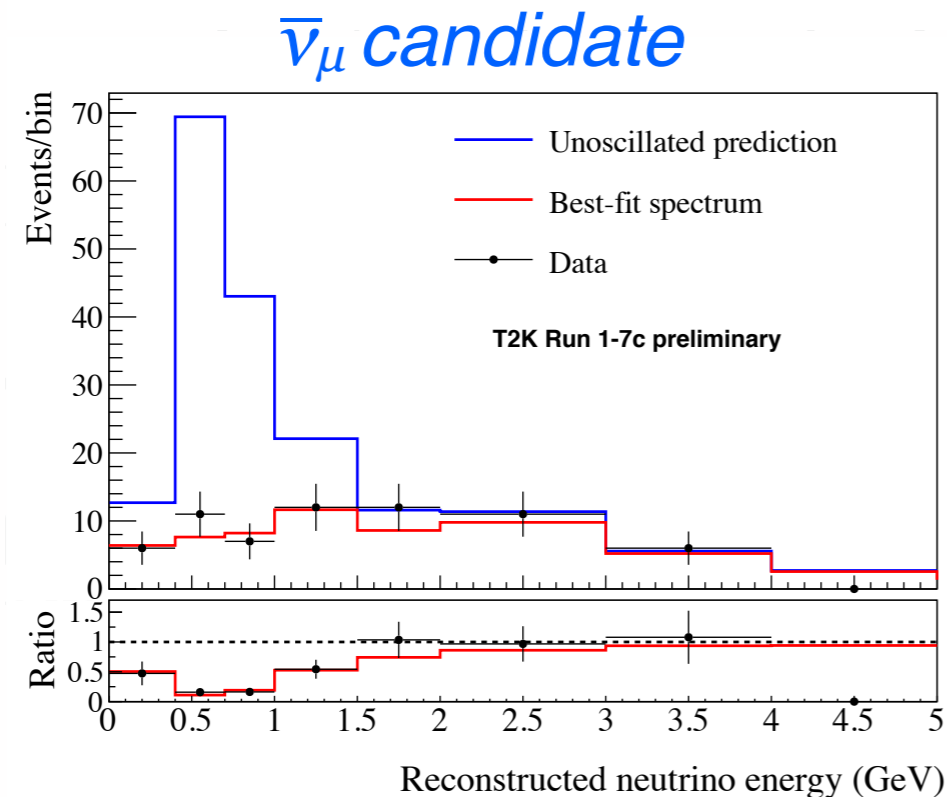 ν̅μ candidate
Events/bin
70
60
50
40
30
20
10
0
Unoscillated prediction
Best-fit spectrum
Data
T2K Run 1-7c preliminary
Ratio
1.5
1
0.5
0
0 0.5 1 1.5 2 2.5 3 3.5 4 4.5 5
Reconstructed neutrino energy (GeV)